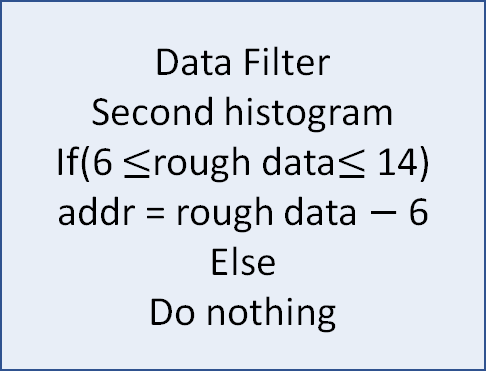 Data Filter
Second histogram
If(6 ≤rough data≤ 14)
addr = rough data − 6
Else
Do nothing